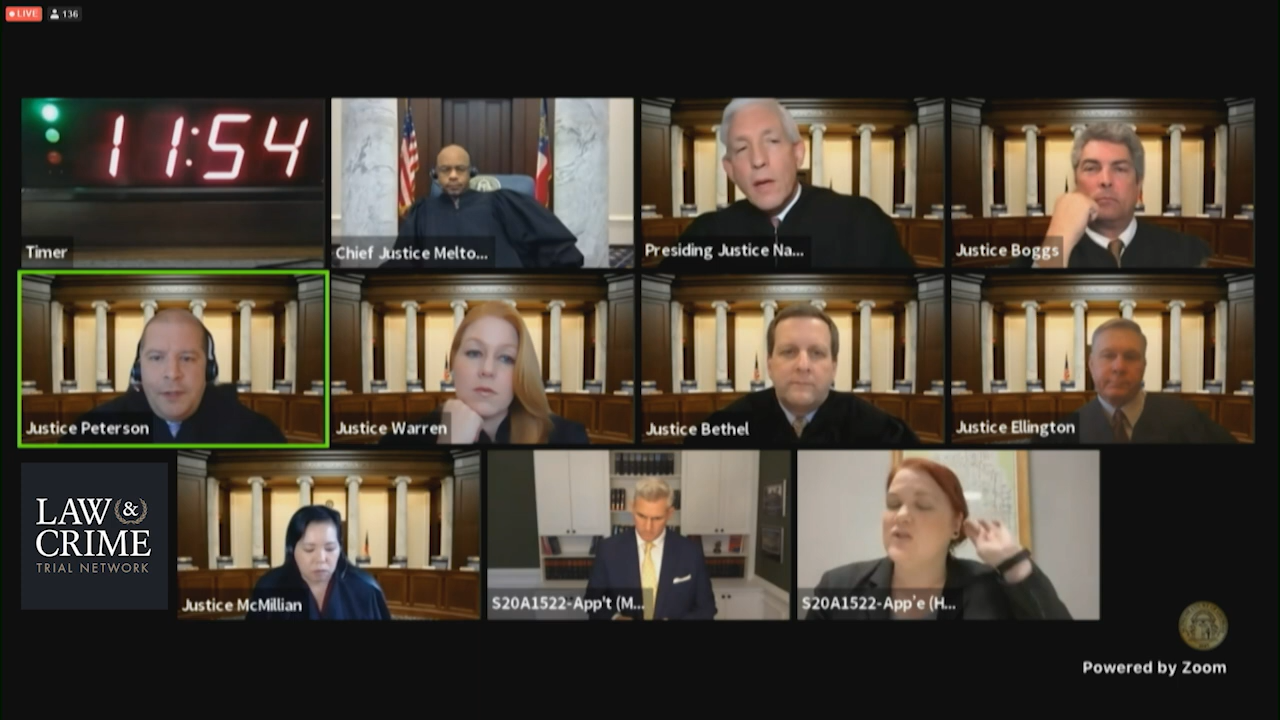 LIVE 136
11:54
Timer
Chief Justice Melto...
Presiding Justice Na...
Justice Boggs
Justice Peterson
Justice Warren
Justice Bethel
Justice Ellington
LAW &
CRIME
TRIAL NETWORK
Justice McMillian
S20A1522-App't (M...
S20A1522-App'e (H...
Powered by Zoom